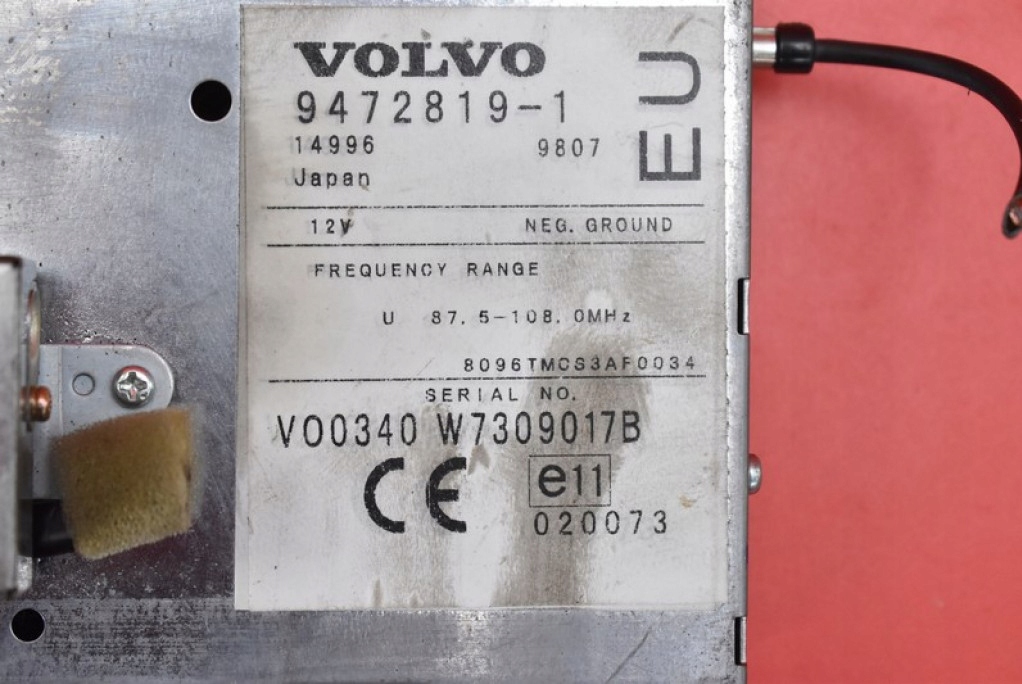 VOLVO
9472819-1
14996 9807
Japan
EU
12V NEG. GROUND
FREQUENCY RANGE
U 87.5-108.0MHz
8096TMCS3AF0034
SERIAL NO.
VO0340 W7309017B
CE e11
020073